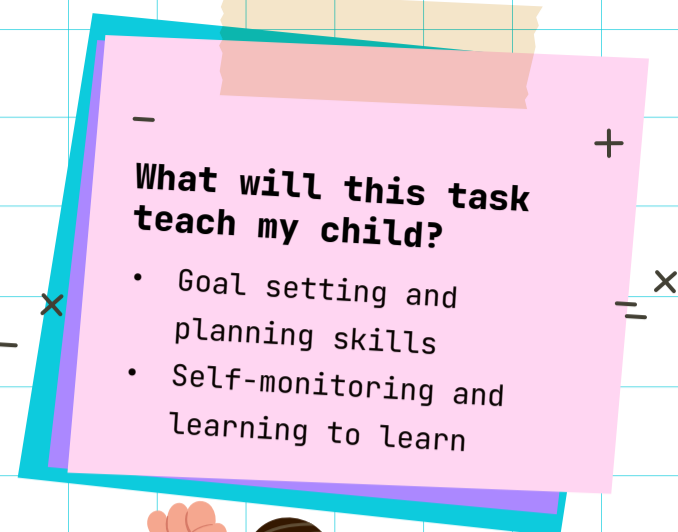 What will this task
teach my child?
• Goal setting and
planning skills
• Self-monitoring and
learning to learn